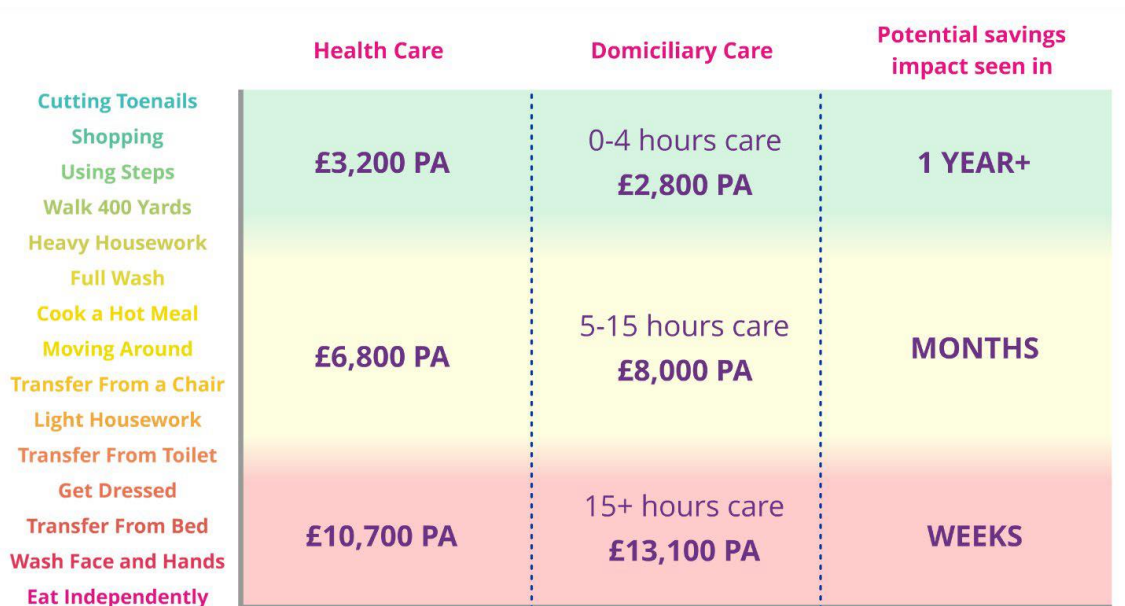 Health Care
Domiciliary Care
Potential savings
impact seen in
Cutting Toenails
Shopping
Using Steps
Walk 400 Yards
Heavy Housework
Full Wash
Cook a Hot Meal
Moving Around
Transfer From a Chair
Light Housework
Transfer From Toilet
Get Dressed
Transfer From Bed
Wash Face and Hands
Eat Independently
£3,200 PA
0-4 hours care
£2,800 PA
1 YEAR+
£6,800 PA
5-15 hours care
£8,000 PA
MONTHS
£10,700 PA
15+ hours care
£13,100 PA
WEEKS